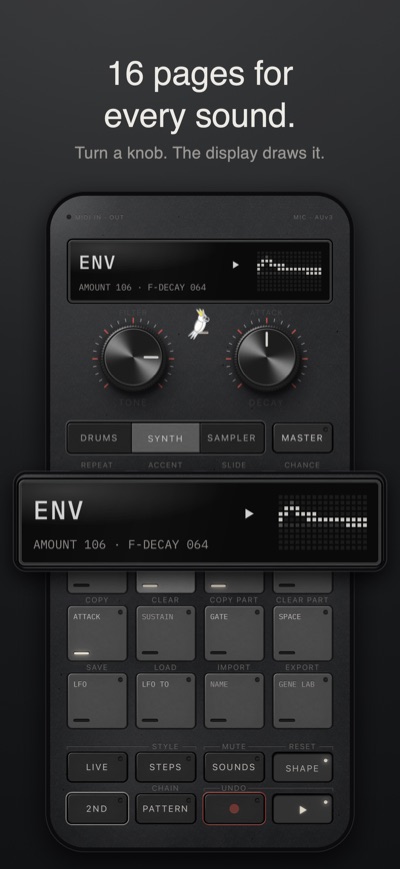 16 pages for
every sound.
Turn a knob. The display draws it.
MIDI IN · OUT
MIC · AUv3
ENV
AMOUNT 106 · F-DECAY 064
FILTER
ATTACK
TONE
DECAY
DRUMS
SYNTH
SAMPLER
MASTER
REPEAT
ACCENT
SLIDE
CHANCE
ENV
AMOUNT 106 · F-DECAY 064
COPY
CLEAR
COPY PART
CLEAR PART
ATTACK
SUSTAIN
GATE
SPACE
SAVE
LOAD
IMPORT
EXPORT
LFO
LFO TO
NAME
GENE LAB
STYLE
MUTE
RESET
LIVE
STEPS
SOUNDS
SHAPE
CHAIN
UNDO
2ND
PATTERN